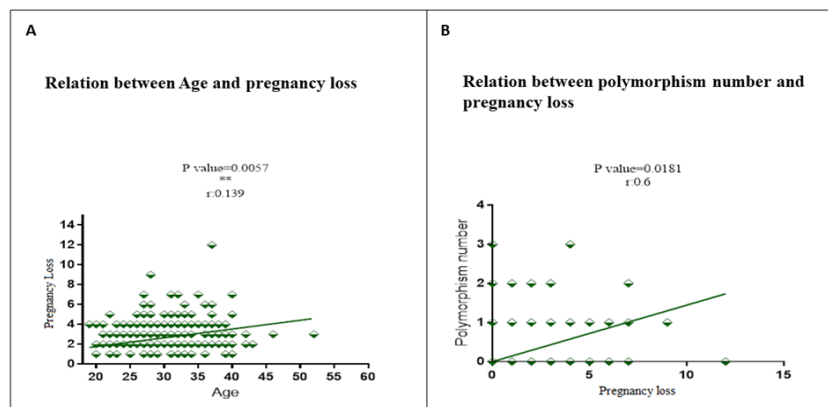 A
Relation between Age and pregnancy loss
P value=0.0057
**
r:0.139
Pregnancy Loss
14
12
10
8
6
4
2
0
20 25 30 35 40 45 50 55 60
Age
B
Relation between polymorphism number and
pregnancy loss
P value=0.0181
r:0.6
Polymorphism number
4
3
2
1
0
0 5 10 15
Pregnancy loss